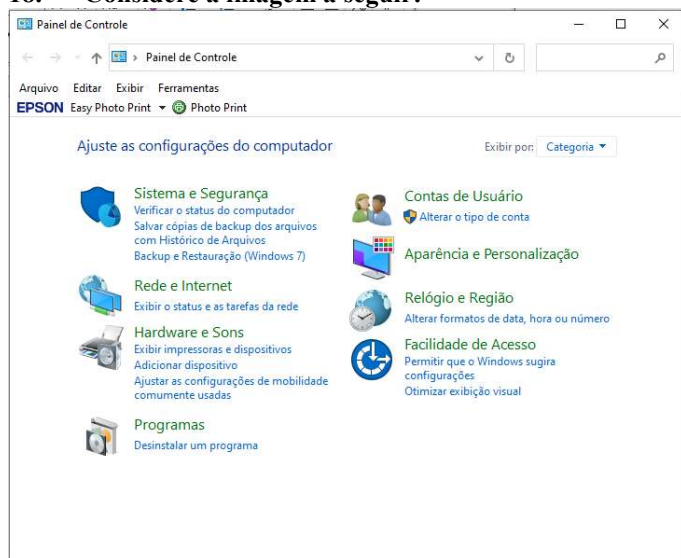 18. Considere a imagem a seguir:
Painel de Controle
Painel de Controle
Arquivo Editar Exibir Ferramentas
EPSON Easy Photo Print Photo Print
Ajuste as configurações do computador
Exibir por: Categoria
Sistema e Segurança
Verificar o status do computador
Salvar cópias de backup dos arquivos
com Histórico de Arquivos
Backup e Restauração (Windows 7)
Rede e Internet
Exibir o status e as tarefas da rede
Hardware e Sons
Exibir impressoras e dispositivos
Adicionar dispositivo
Ajustar as configurações de mobilidade
comumente usadas
Programas
Desinstalar um programa
Contas de Usuário
Alterar o tipo de conta
Aparência e Personalização
Relógio e Região
Alterar formatos de data, hora ou número
Facilidade de Acesso
Permitir que o Windows sugira
configurações
Otimizar exibição visual